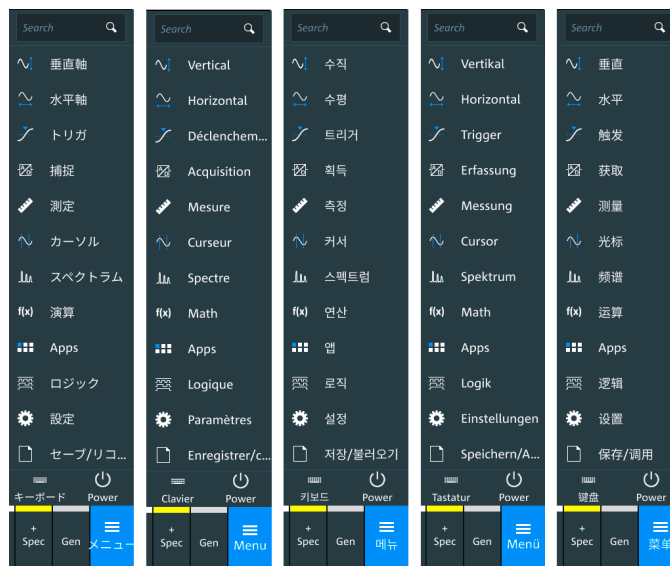 Search
垂直軸
水平軸
トリガ
捕捉
測定
カーソル
スペクトラム
f(x) 演算
Apps
ロジック
設定
セーブ/リコ...
キーボード Power
+
Spec Gen メニュー
Search
Vertical
Horizontal
Déclenchem...
Acquisition
Mesure
Curseur
Spectre
f(x) Math
Apps
Logique
Paramètres
Enregistrer/c...
Clavier Power
+
Spec Gen Menu
Search
수직
수평
트리거
획득
측정
커서
스펙트럼
f(x) 연산
앱
로직
설정
저장/불러오기
키보드 Power
+
Spec Gen 메뉴
Search
Vertikal
Horizontal
Trigger
Erfassung
Messung
Cursor
Spektrum
f(x) Math
Apps
Logik
Einstellungen
Speichern/A...
Tastatur Power
+
Spec Gen Menü
Search
垂直
水平
触发
获取
测量
光标
频谱
f(x) 运算
Apps
逻辑
设置
保存/调用
键盘 Power
+
Spec Gen 菜单